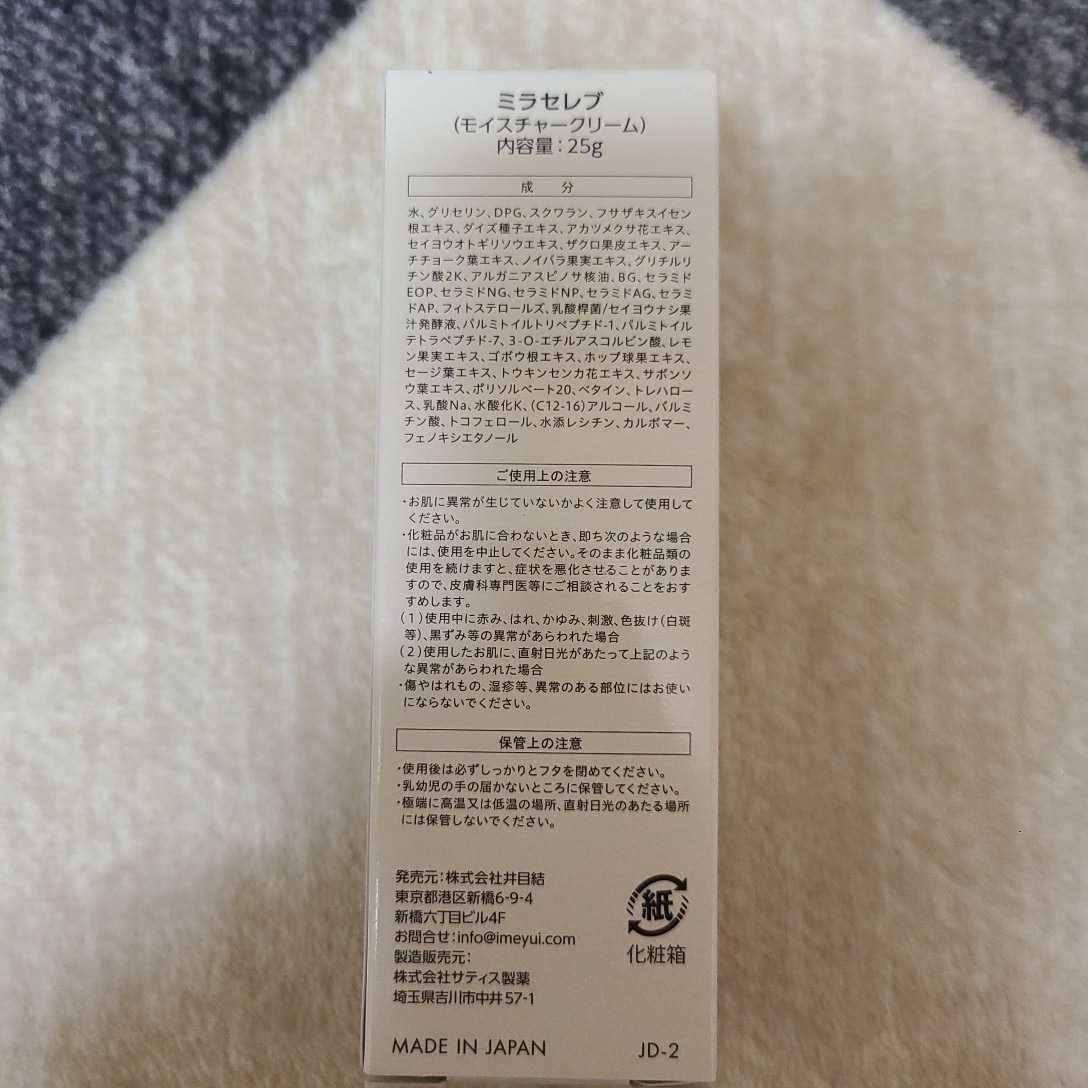 ミラセレブ
(モイスチャークリーム)
内容量:25g
成 分
水、グリセリン、DPG、スクワラン、フサザキスイセン
根エキス、ダイズ種子エキス、アカツメクサ花エキス、
セイヨウオトギリソウエキス、ザクロ果皮エキス、アー
チチョーク葉エキス、ノイバラ果実エキス、グリチルリ
チン酸2K、アルガニアスピノサ核油、BG、セラミド
EOP、セラミドNG、セラミドNP、セラミドAG、セラミ
ドAP、フィトステロールズ、乳酸桿菌/セイヨウナシ果
汁発酵液、パルミトイルトリペプチド-1、パルミトイル
テトラペプチド-7、3-O-エチルアスコルビン酸、レモ
ン果実エキス、ゴボウ根エキス、ホップ球果エキス、
セージ葉エキス、トウキンセンカ花エキス、サボンソ
ウ葉エキス、ポリソルベート20、ベタイン、トレハロー
ス、乳酸Na、水酸化K、(C12-16)アルコール、パルミ
チン酸、トコフェロール、水添レシチン、カルボマー、
フェノキシエタノール
ご使用上の注意
・お肌に異常が生じていないかよく注意して使用して
ください。
・化粧品がお肌に合わないとき、即ち次のような場合
には、使用を中止してください。そのまま化粧品類の
使用を続けますと、症状を悪化させることがありま
すので、皮膚科専門医等にご相談されることをおす
すめします。
(1)使用中に赤み、はれ、かゆみ、刺激、色抜け(白斑
等)、黒ずみ等の異常があらわれた場合
(2)使用したお肌に、直射日光があたって上記のよう
な異常があらわれた場合
・傷やはれもの、湿疹等、異常のある部位にはお使い
にならないでください。
保管上の注意
・使用後は必ずしっかりとフタを閉めてください。
・乳幼児の手の届かないところに保管してください。
・極端に高温又は低温の場所、直射日光のあたる場所
には保管しないでください。
発売元:株式会社井目結
東京都港区新橋6-9-4
新橋六丁目ビル4F
お問合せ:info@imeyui.com
製造販売元:
株式会社サティス製薬
埼玉県吉川市中井57-1
紙
化粧箱
MADE IN JAPAN
JD-2